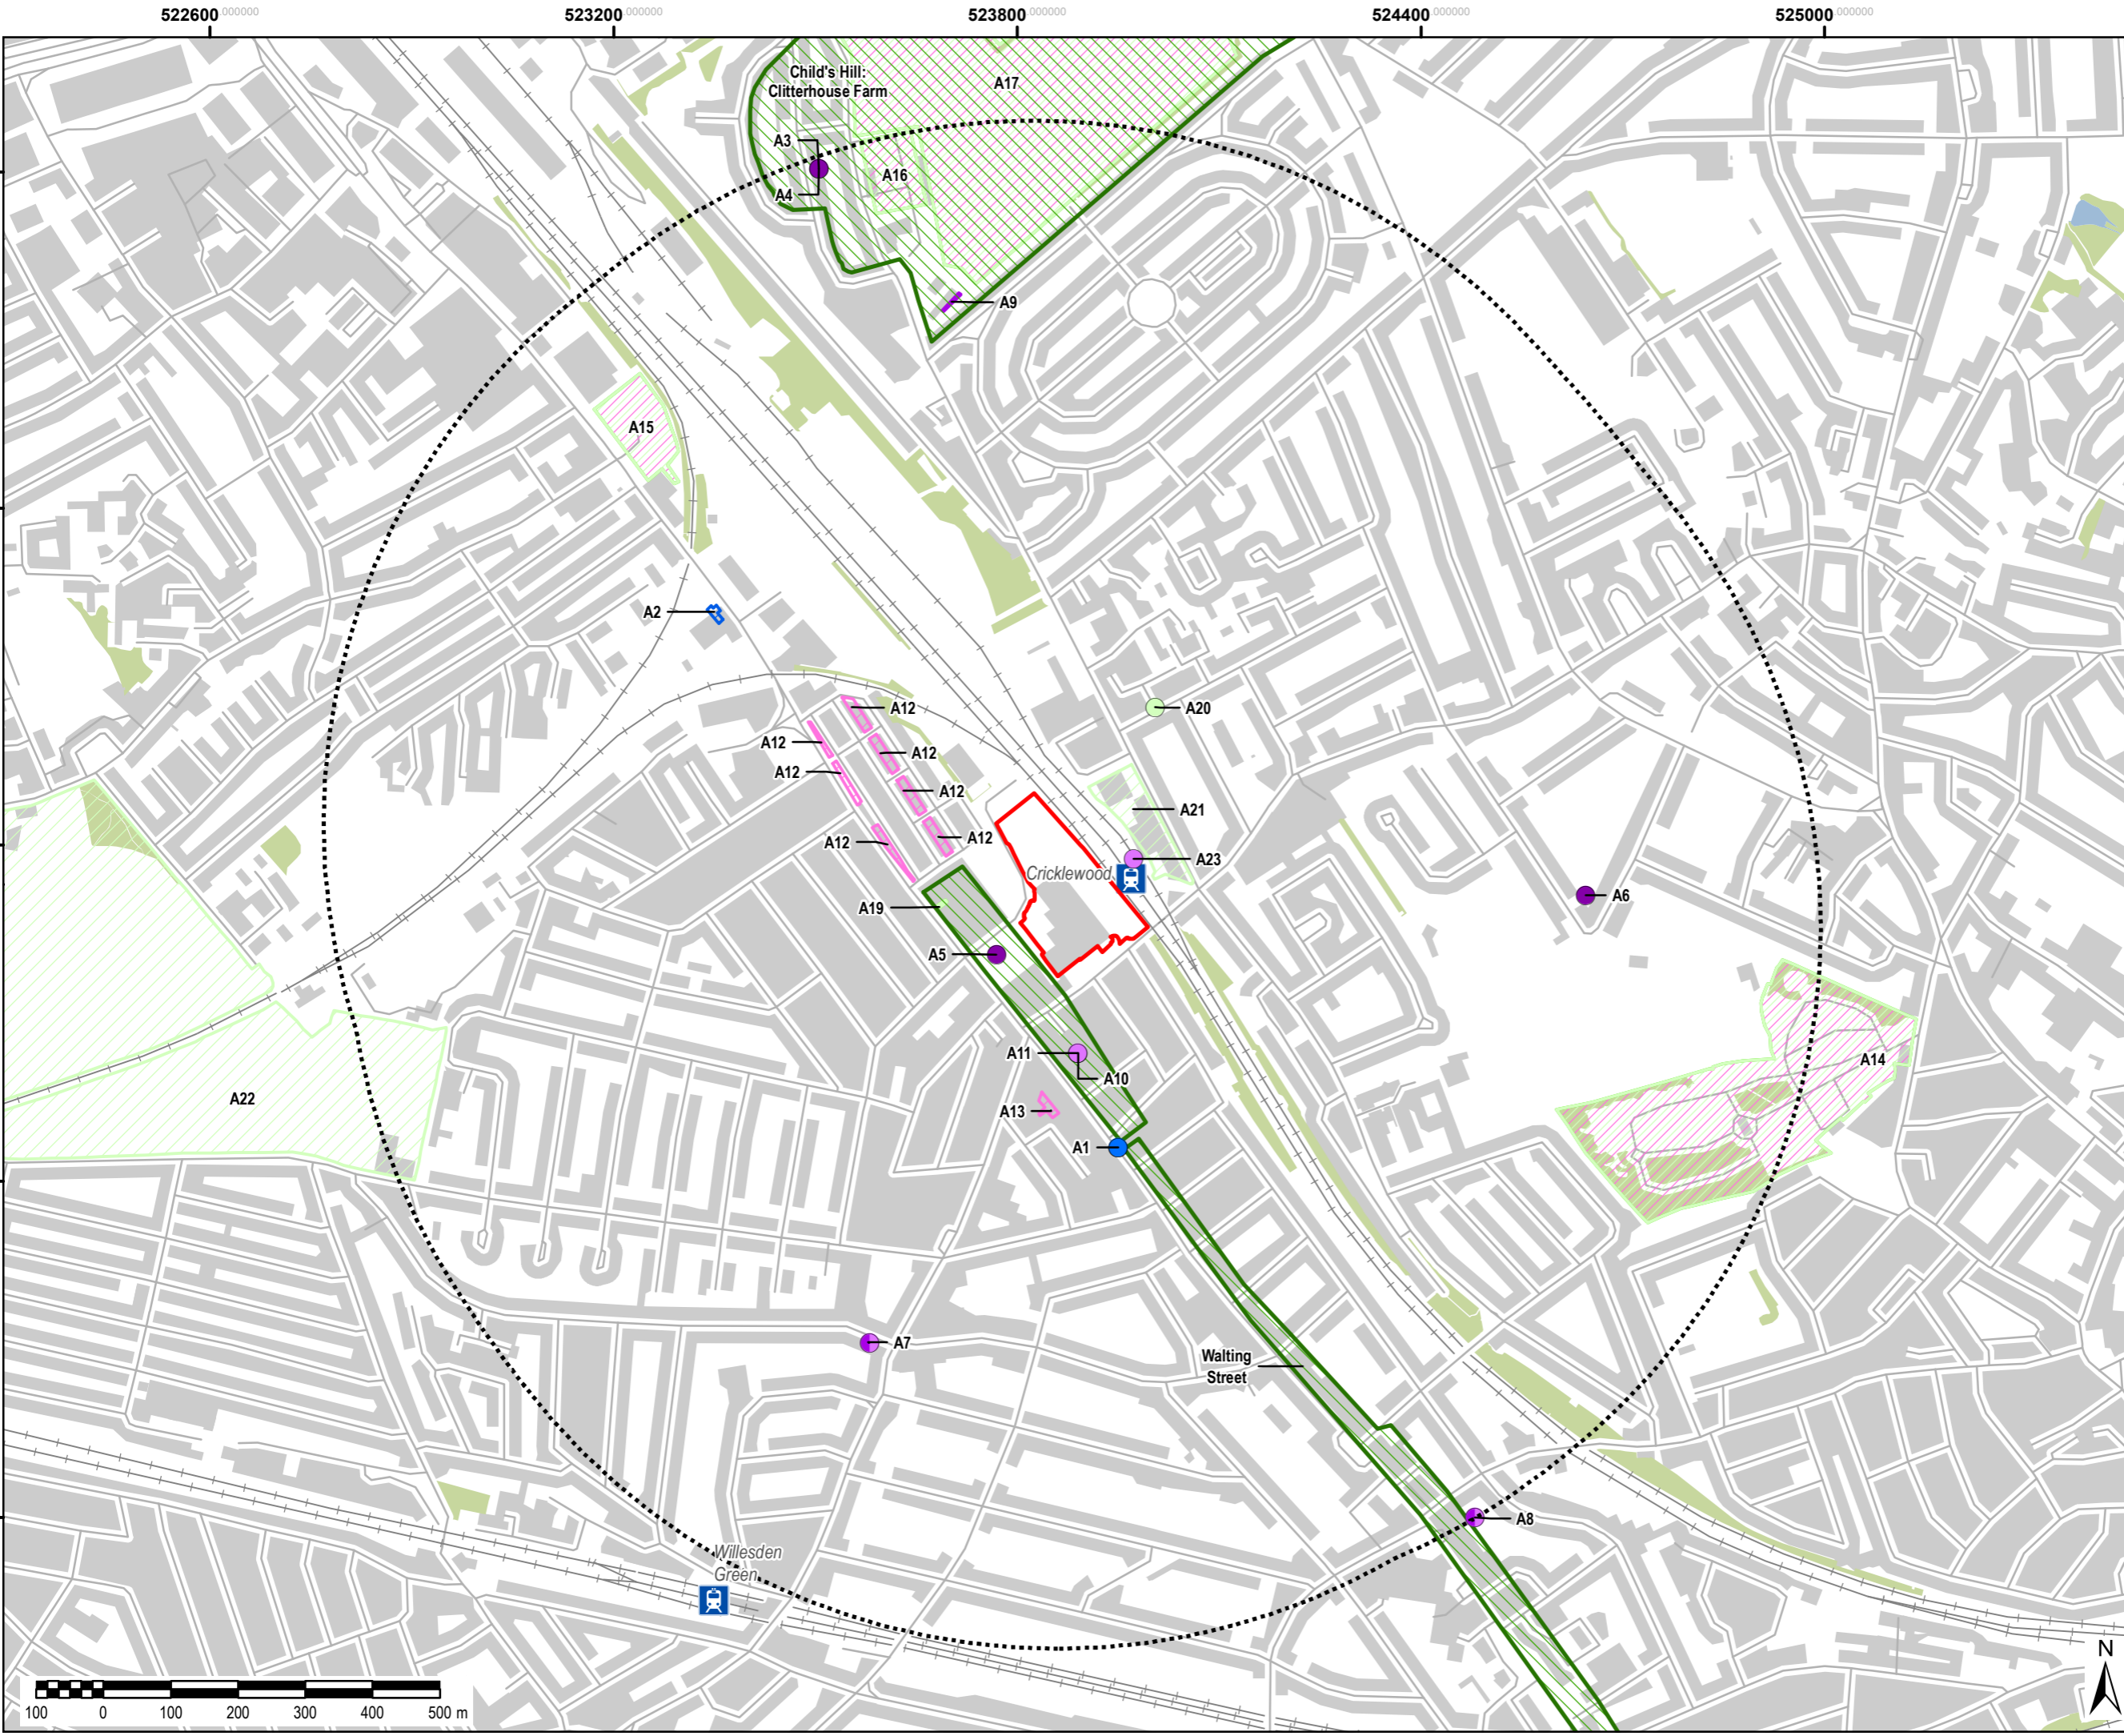 522600.000000 523200.000000 523800.000000 524400.000000 525000.000000
Child's Hill:
Clitterhouse Farm
A17
A3
A16
A4
A9
A15
A2
A20
A12
A12
A12
A12
A12
A21
A12
A12
A23
Cricklewood
A6
A19
A5
A11
A14
A10
A22
A13
A1
A7
Walting
Street
A8
Willesden
Green
N
100 0 100 200 300 400 500 m